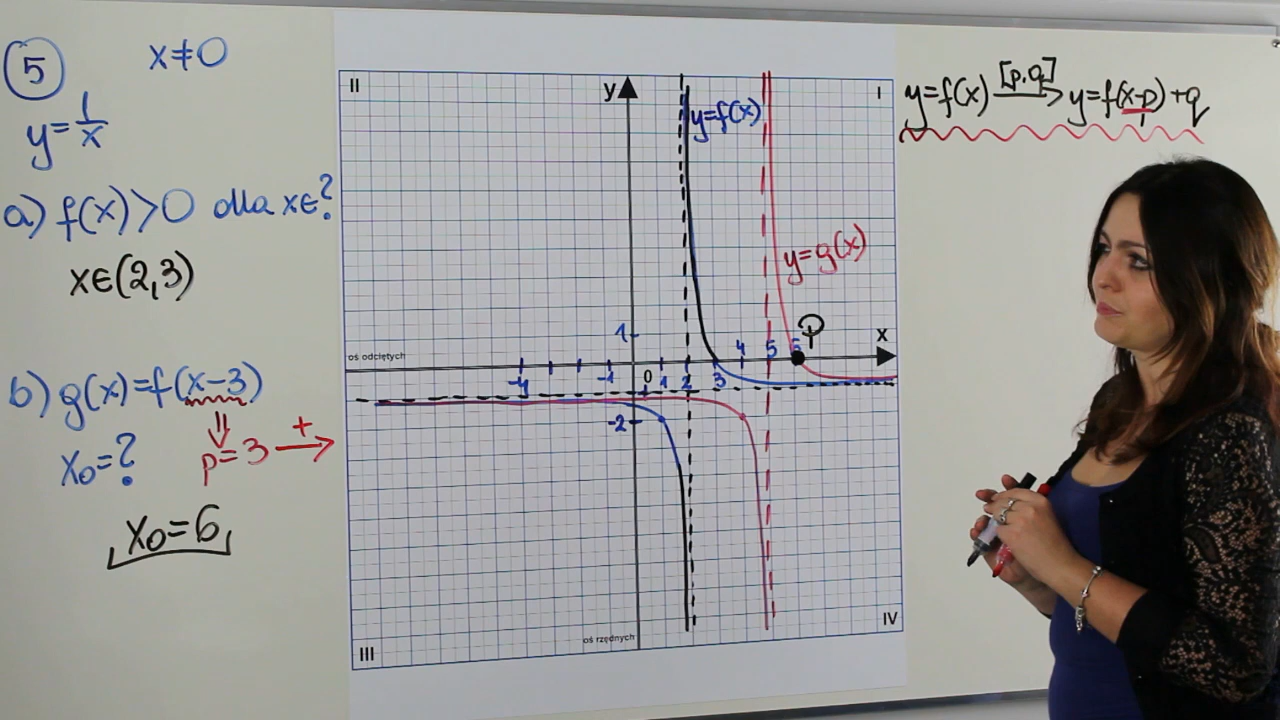 5
x≠0
y=1/x
a) f(x)>0 dla x∈?
x∈(2,3)
b) g(x)=f(x-3)
x₀=?
p=3 + →
x₀=6
II
I
y
y=f(x)
y=g(x)
P
1
x
oś odciętych
4 5 6
-4 -1 0 1 2 3
-2
oś rzędnych
III
IV
y=f(x) [p,q]→ y=f(x-p)+q